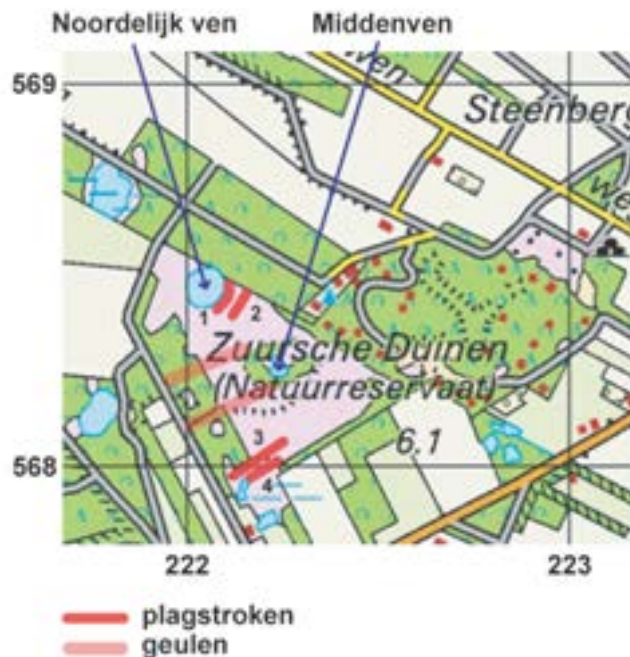 Noordelijk ven
Middenven
569
Steenberg
1
2
Zuursche Duinen
(Natuurreservaat)
3
6,1
568
4
222
223
plagstroken
geulen